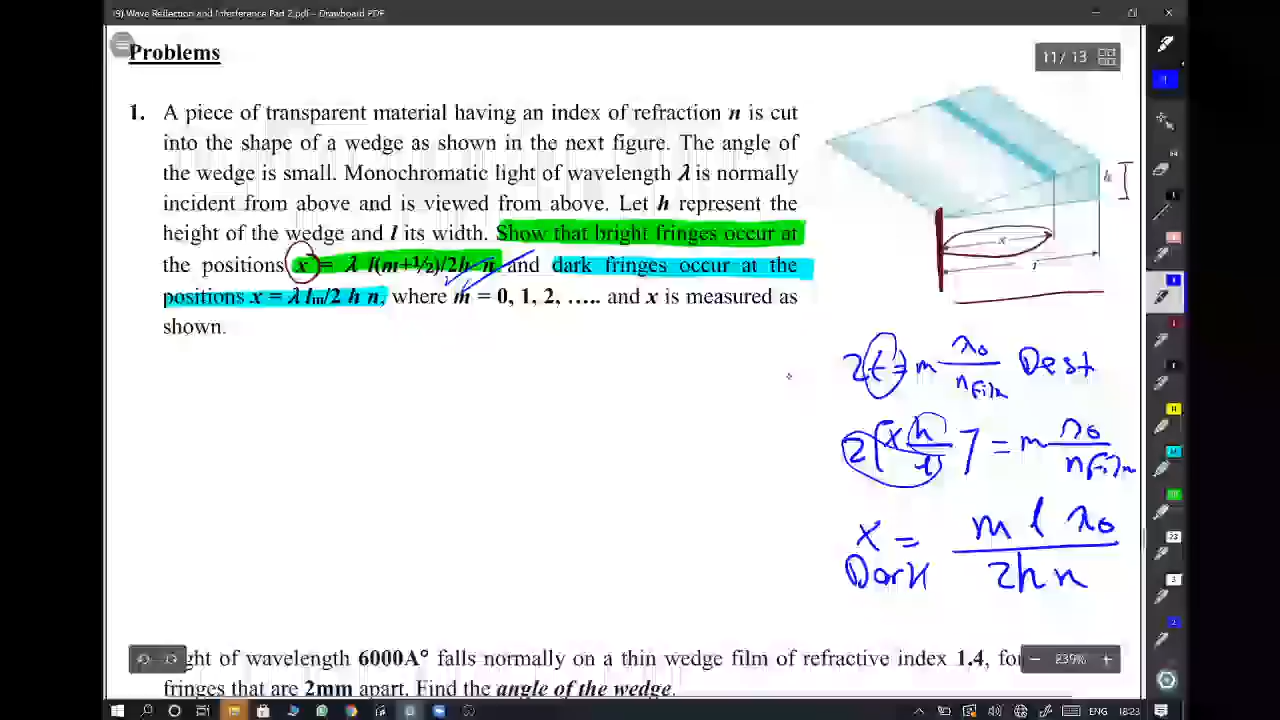 (9) Wave Reflection and Interference Part 2.pdf - Drawboard PDF
Problems
11 / 13
1. A piece of transparent material having an index of refraction n is cut
into the shape of a wedge as shown in the next figure. The angle of
the wedge is small. Monochromatic light of wavelength λ is normally
incident from above and is viewed from above. Let h represent the
height of the wedge and l its width. Show that bright fringes occur at
the positions x = λ l(m+½)/2h n and dark fringes occur at the
positions x = λ l m/2 h n, where m = 0, 1, 2, ….. and x is measured as
shown.
h
x
l
2t = m λ0/n Film Dest
2[x h/l] = m λ0/n Film
x Dark = m l λ0/2hn
ght of wavelength 6000A° falls normally on a thin wedge film of refractive index 1.4, fo
fringes that are 2mm apart. Find the angle of the wedge.
239%
ENG
18:23